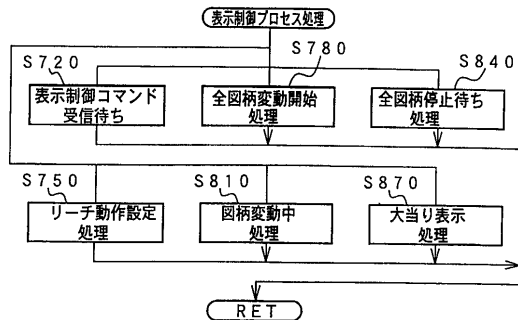 表示制御プロセス処理
S720
S780
S840
表示制御コマンド
受信待ち
全図柄変動開始
処理
全図柄停止待ち
処理
S750
S810
S870
リーチ動作設定
処理
図柄変動中
処理
大当り表示
処理
RET